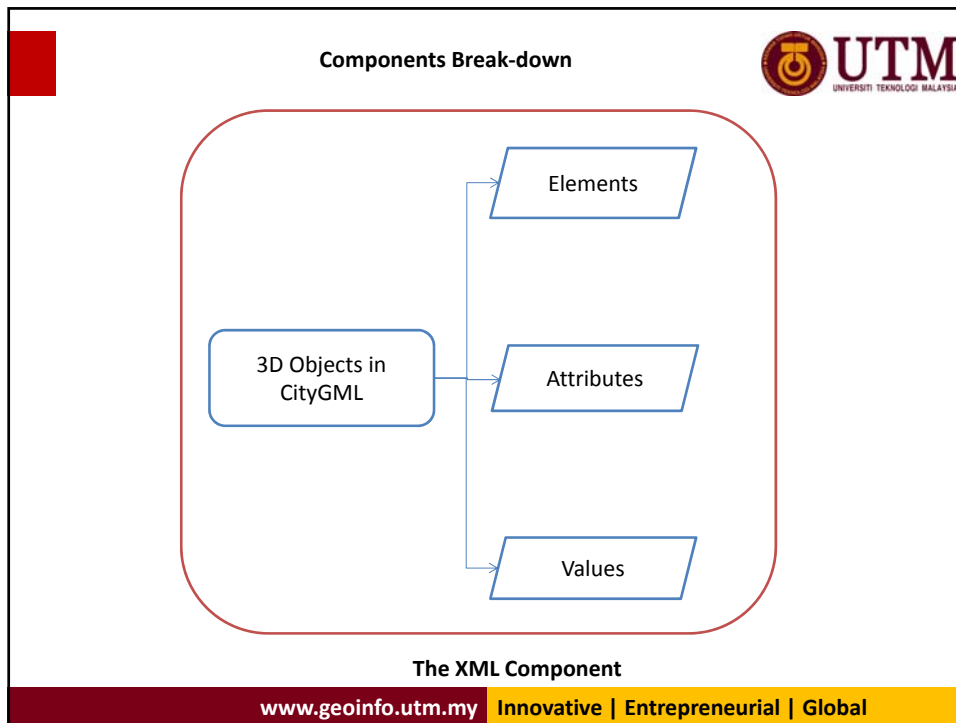 Components Break-down
UTM
UNIVERSITI TEKNOLOGI MALAYSIA
Elements
3D Objects in
CityGML
Attributes
Values
The XML Component
www.geoinfo.utm.my Innovative | Entrepreneurial | Global